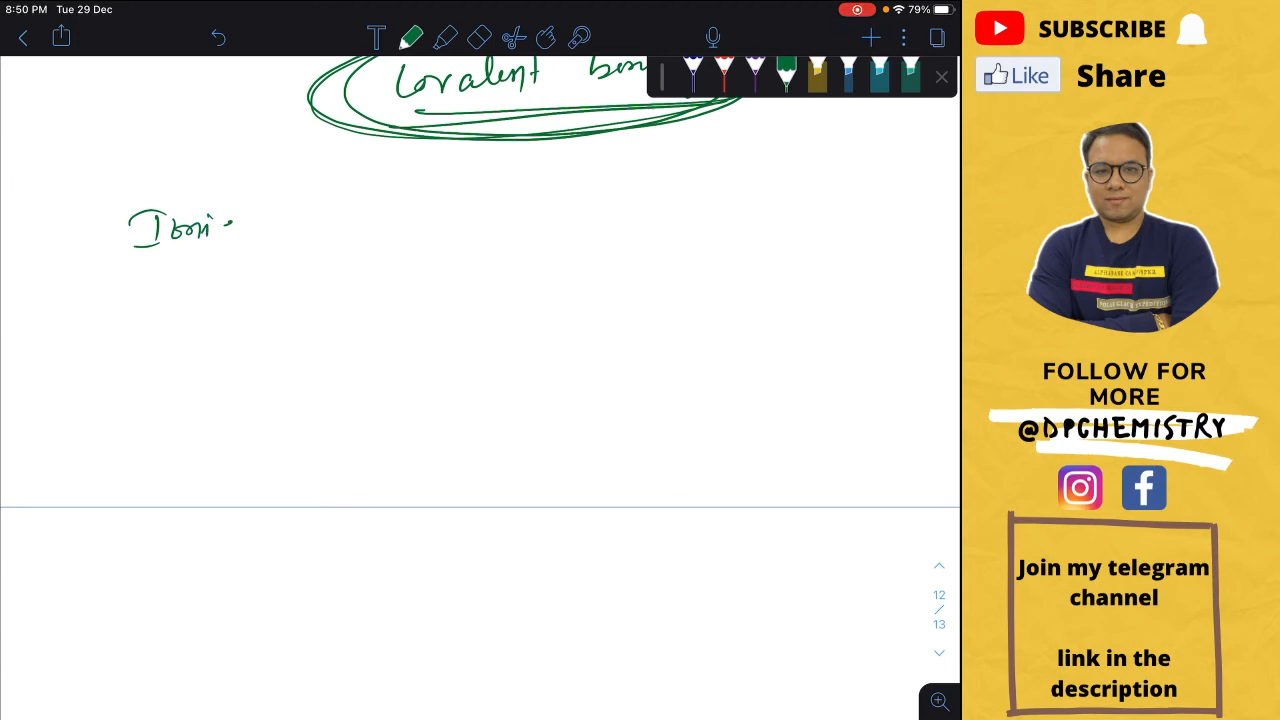 8:50 PM Tue 29 Dec
79%
Covalent
Ioni
12
13
SUBSCRIBE
Like
Share
FOLLOW FOR
MORE
@DPCHEMISTRY
Join my telegram
channel
link in the
description